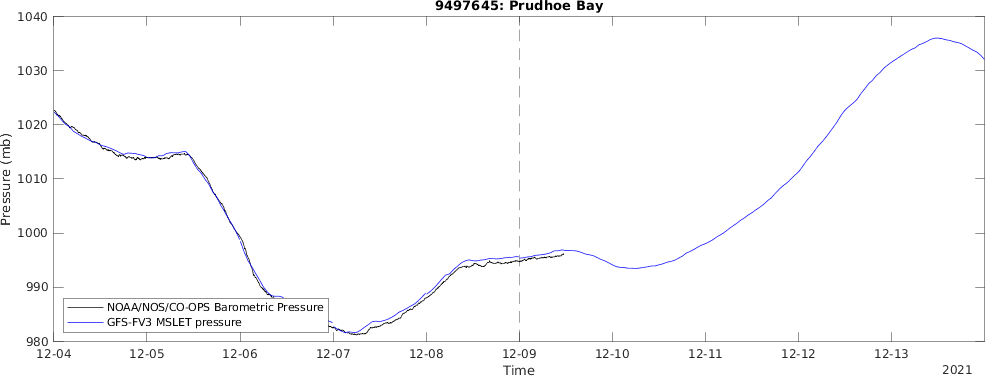 9497645: Prudhoe Bay
1040
1030
1020
1010
1000
990
980
Pressure (mb)
NOAA/NOS/CO-OPS Barometric Pressure
GFS-FV3 MSLET pressure
12-04 12-05 12-06 12-07 12-08 12-09 12-10 12-11 12-12 12-13
Time
2021